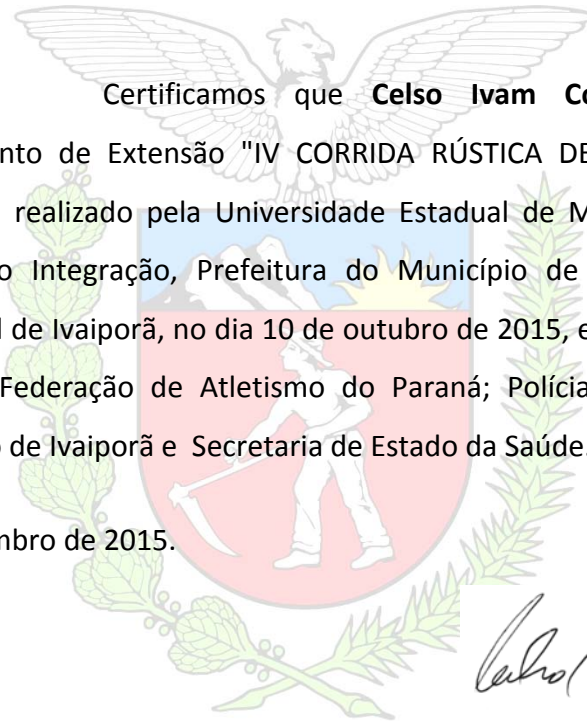 Certificamos que Celso Ivam Co
nto de Extensão "IV CORRIDA RÚSTICA DE
realizado pela Universidade Estadual de M
o Integração, Prefeitura do Município de
l de Ivaiporã, no dia 10 de outubro de 2015, e
Federação de Atletismo do Paraná; Polícia
o de Ivaiporã e Secretaria de Estado da Saúde.
mbro de 2015.